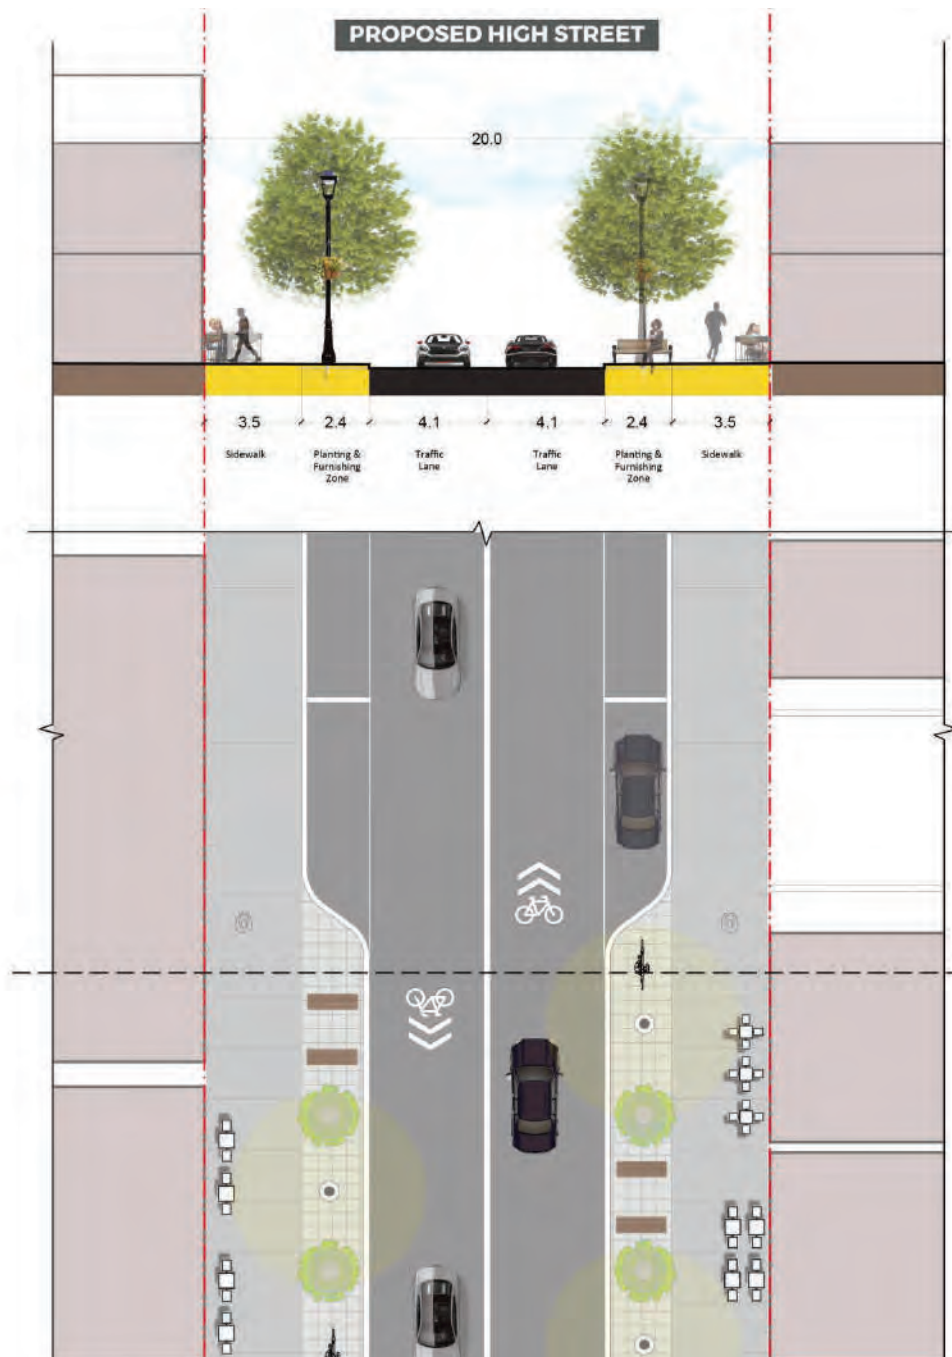 PROPOSED HIGH STREET
20.0
3.5 2.4 4.1 4.1 2.4 3.5
Sidewalk Planting & Traffic Traffic Planting & Sidewalk
Furnishing Lane Lane Furnishing
Zone Zone